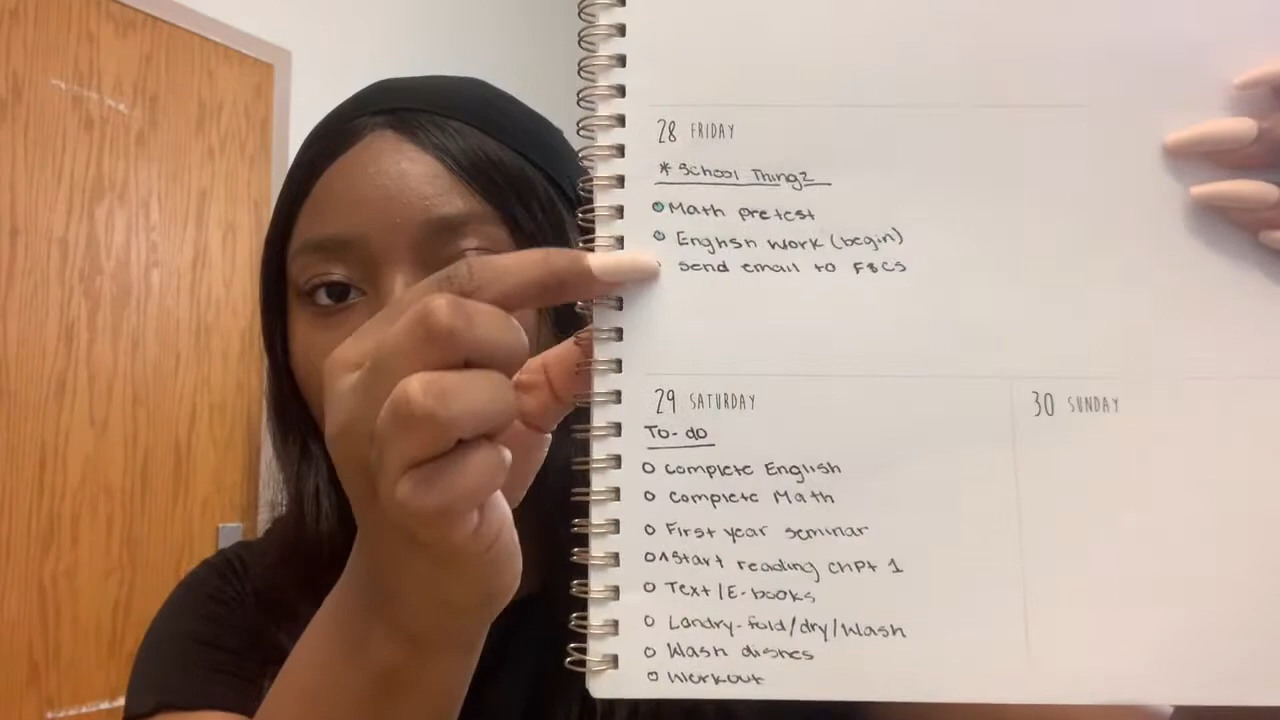 28 FRIDAY
* School Thingz
Math pretest
English work (begin)
Send email to F&CS
29 SATURDAY
To-do
Complete English
Complete Math
First year seminar
^Start reading chpt 1
Text/E-books
Landry-fold/dry/Wash
Wash dishes
Workout
30 SUNDAY